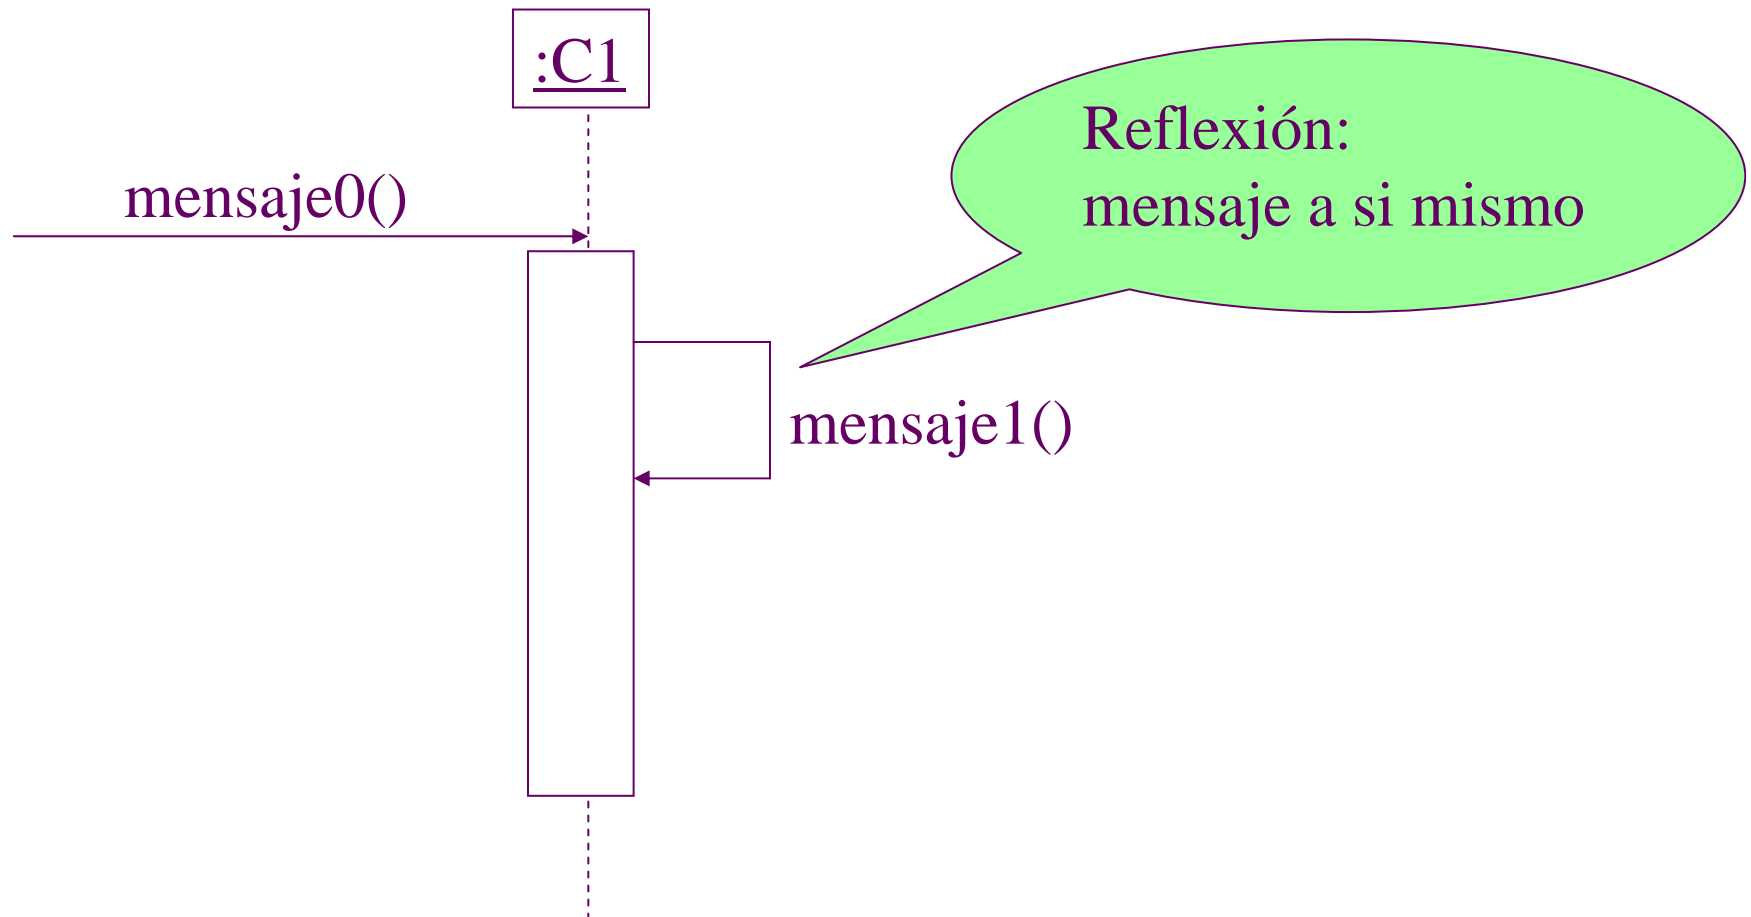 :C1
mensaje0()
Reflexión:
mensaje a si mismo
mensaje1()